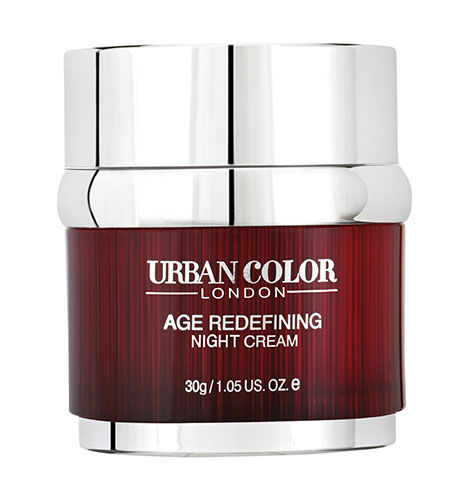 URBAN COLOR
LONDON
AGE REDEFINING
NIGHT CREAM
30g / 1.05 US. OZ. ℮